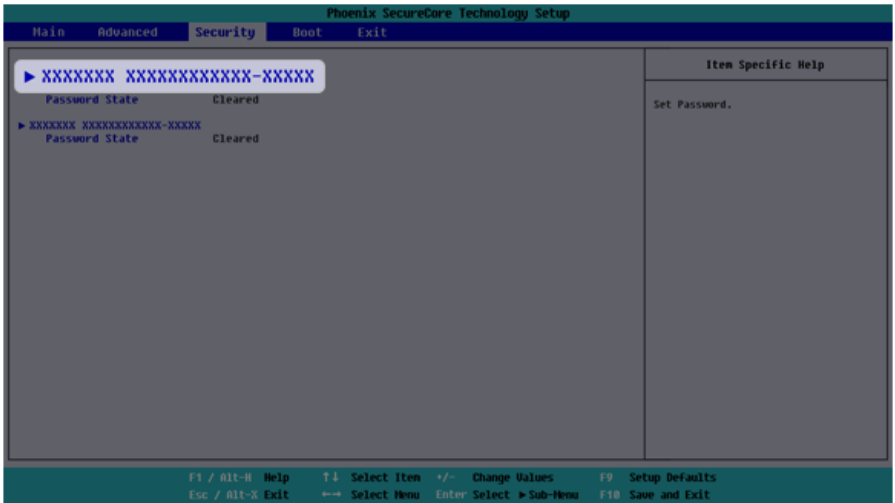 Phoenix SecureCore Technology Setup
Main Advanced Security Boot Exit
▶ XXXXXXX XXXXXXXXXXXX-XXXXX
Password State Cleared
▶ XXXXXXX XXXXXXXXXXXX-XXXXX
Password State Cleared
Item Specific Help
Set Password.
F1 / Alt-H Help ↑↓ Select Item +/- Change Values F9 Setup Defaults
Esc / Alt-X Exit ←→ Select Menu Enter Select ▶ Sub-Menu F10 Save and Exit